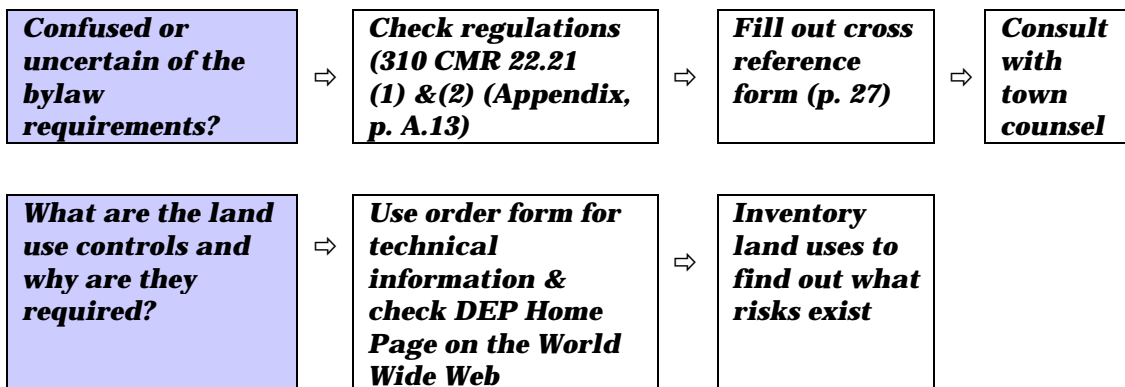 Confused or
uncertain of the
bylaw
requirements?
⇨
Check regulations
(310 CMR 22.21
(1) &(2) (Appendix,
p. A.13)
⇨
Fill out cross
reference
form (p. 27)
⇨
Consult
with
town
counsel
What are the land
use controls and
why are they
required?
⇨
Use order form for
technical
information &
check DEP Home
Page on the World
Wide Web
⇨
Inventory
land uses to
find out what
risks exist